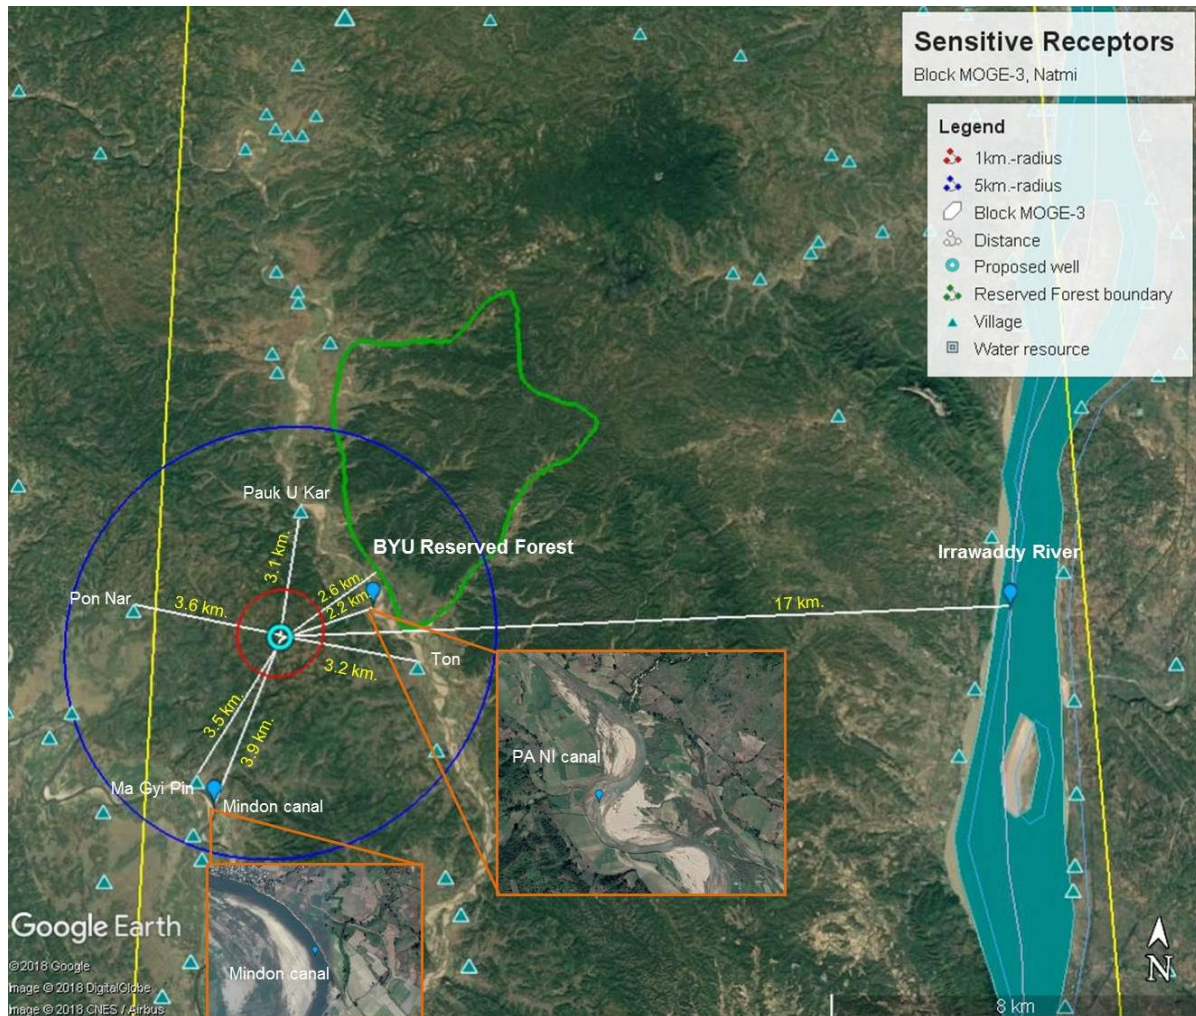 Sensitive Receptors
Block MOGE-3, Natmi
Legend
1km.-radius
5km.-radius
Block MOGE-3
Distance
Proposed well
Reserved Forest boundary
Village
Water resource
Pauk U Kar
3.1 km.
BYU Reserved Forest
Irrawaddy River
Pon Nar
3.6 km.
2.6 km.
2.2 km.
17 km.
Ton
3.2 km.
3.5 km.
3.9 km.
PA NI canal
Ma Gyi Pin
Mindon canal
Mindon canal
Google Earth
©2018 Google
Image © 2018 DigitalGlobe
Image © 2018 CNES / Airbus
8 km
N